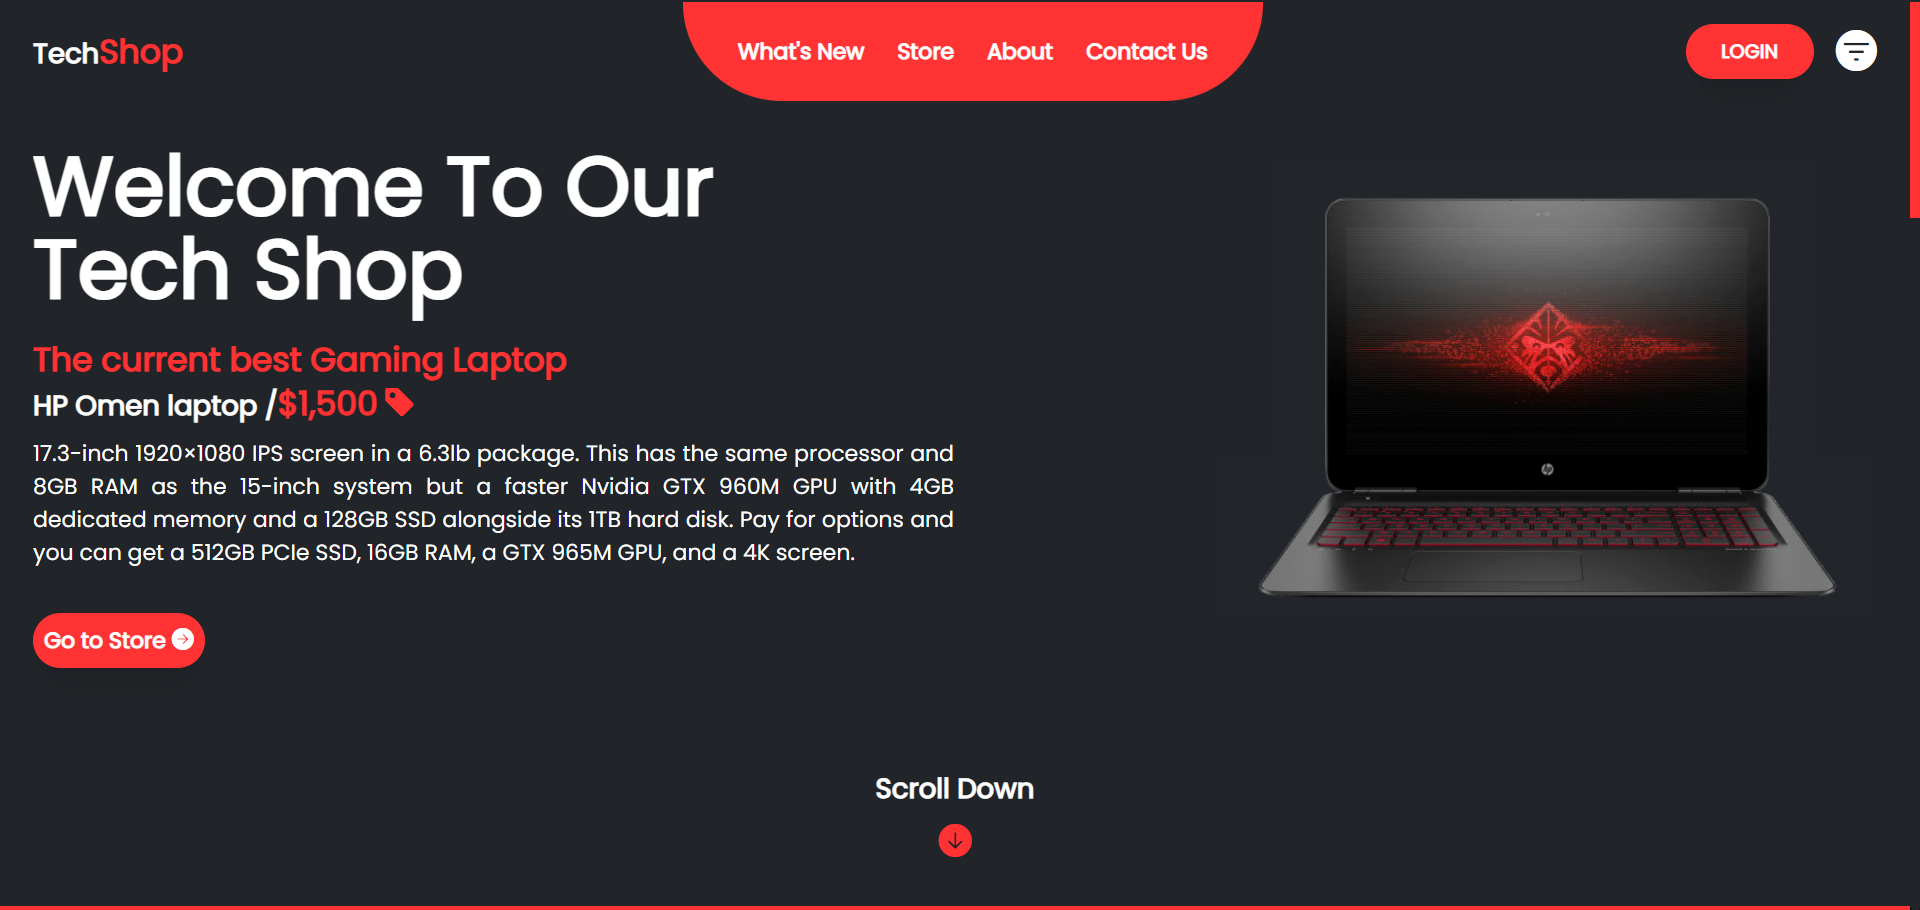 TechShop
What's New Store About Contact Us
LOGIN
Welcome To Our
Tech Shop
The current best Gaming Laptop
HP Omen laptop /$1,500
17.3-inch 1920×1080 IPS screen in a 6.3lb package. This has the same processor and
8GB RAM as the 15-inch system but a faster Nvidia GTX 960M GPU with 4GB
dedicated memory and a 128GB SSD alongside its 1TB hard disk. Pay for options and
you can get a 512GB PCIe SSD, 16GB RAM, a GTX 965M GPU, and a 4K screen.
hp
Go to Store
Scroll Down